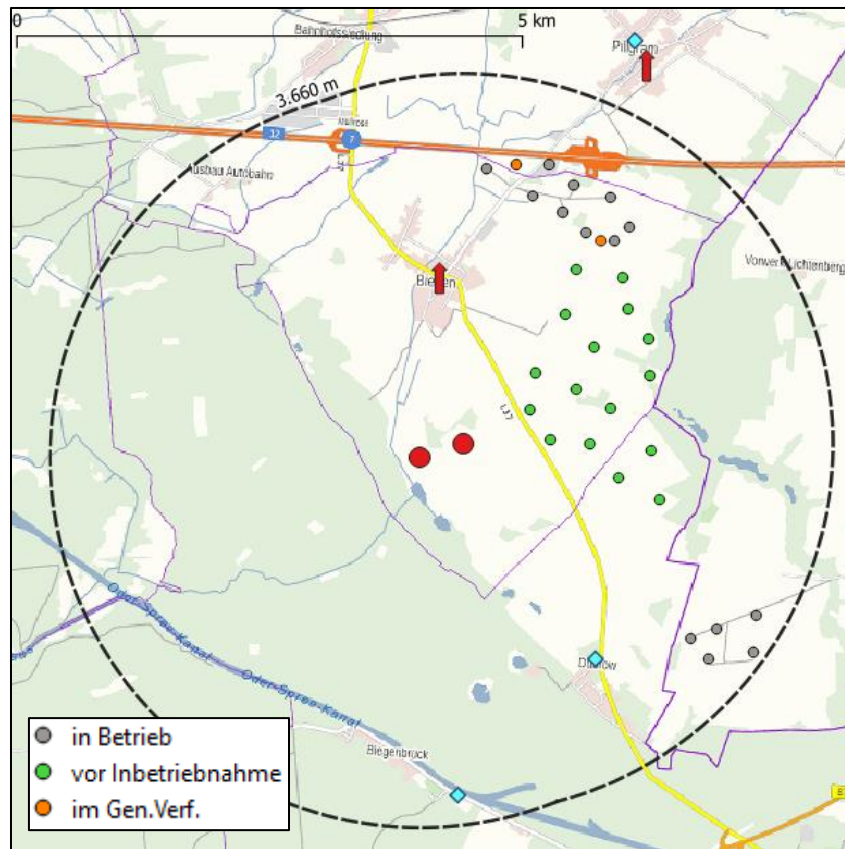 0
5 km
Bahnhofssiedlung
Pillgram
3.660 m
Müllrose
12
7
Ausbau Autobahn
Vorwerk Lichtenberg
Biegen
L37
Oder-Spree-Kanal
Oder-Spree-Kanal
Dubrow
Biegenbrück
in Betrieb
vor Inbetriebnahme
im Gen.Verf.